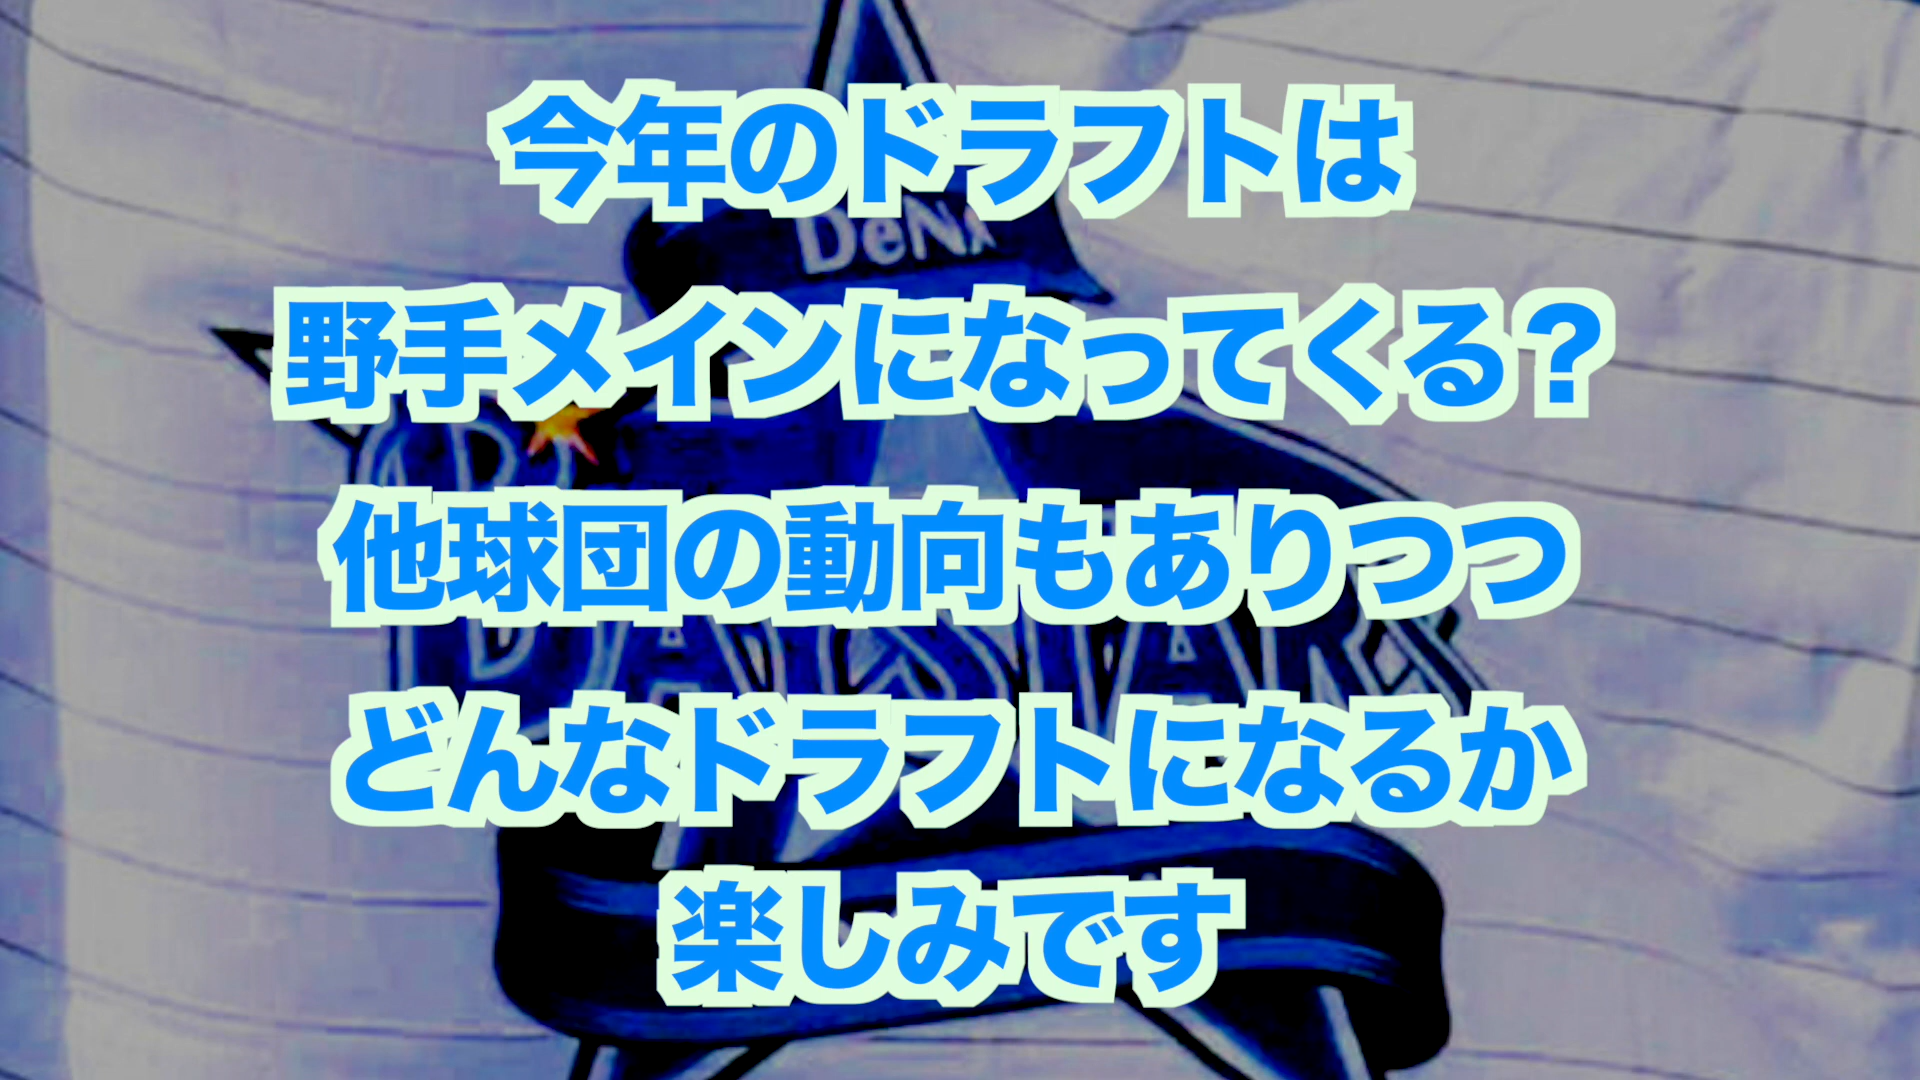 今年のドラフトは
DeNA
野手メインになってくる？
他球団の動向もありつつ
BAYSTARS
どんなドラフトになるか
楽しみです